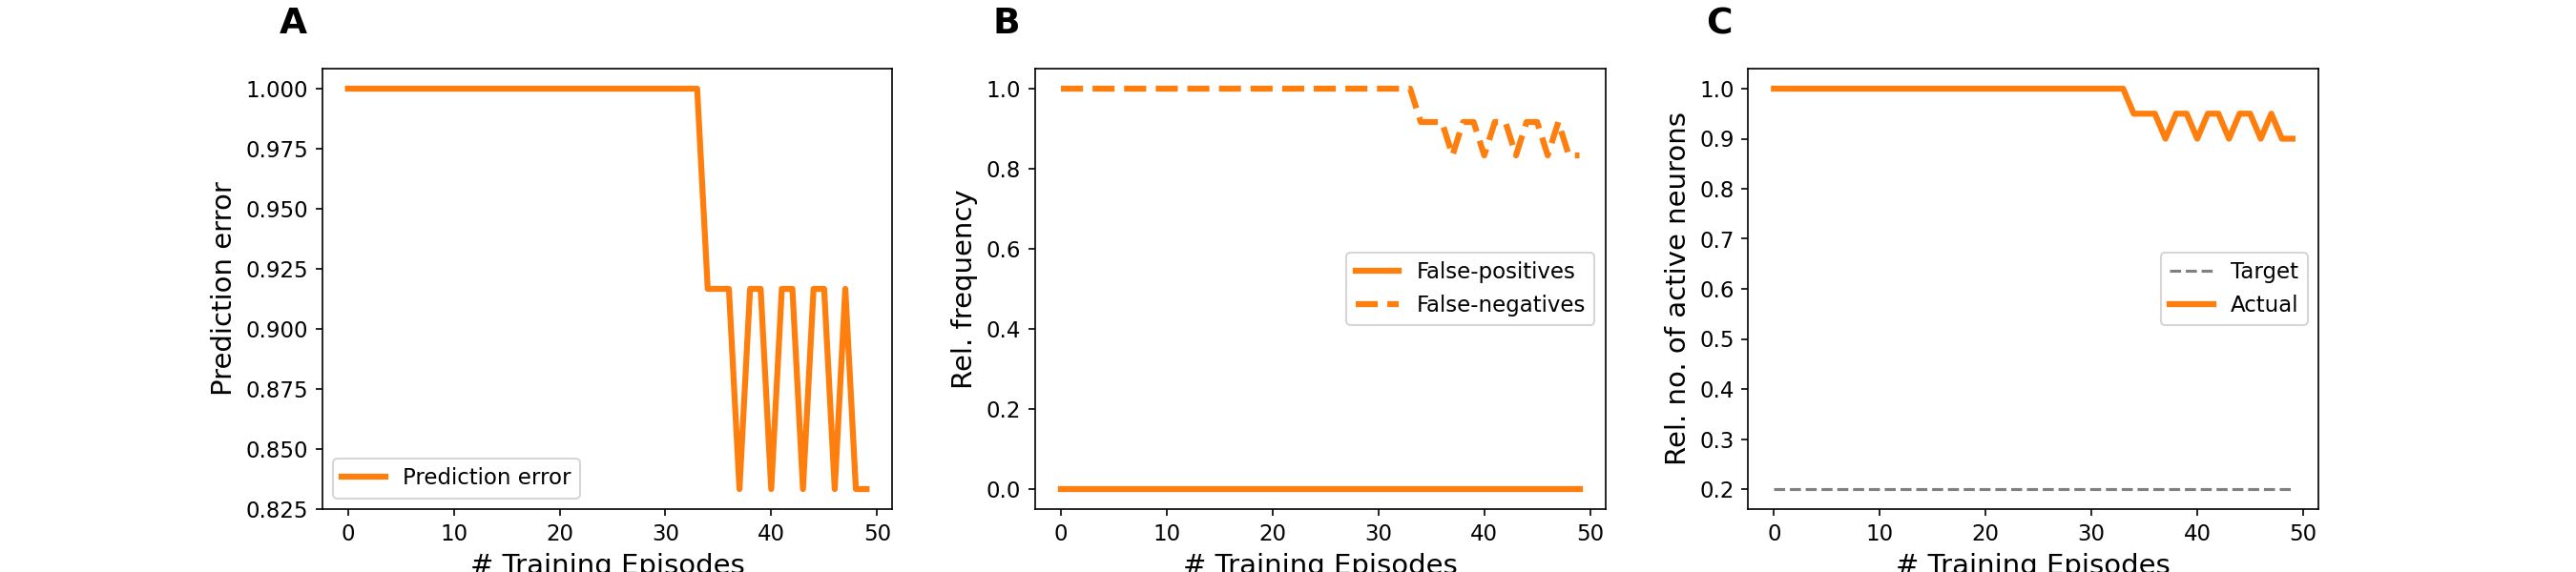 A
B
C
Prediction error
1.000
0.975
0.950
0.925
0.900
0.875
0.850
0.825
Prediction error
0 10 20 30 40 50
# Training Episodes
Rel. frequency
1.0
0.8
0.6
0.4
0.2
0.0
False-positives
False-negatives
0 10 20 30 40 50
# Training Episodes
Rel. no. of active neurons
1.0
0.9
0.8
0.7
0.6
0.5
0.4
0.3
0.2
Target
Actual
0 10 20 30 40 50
# Training Episodes